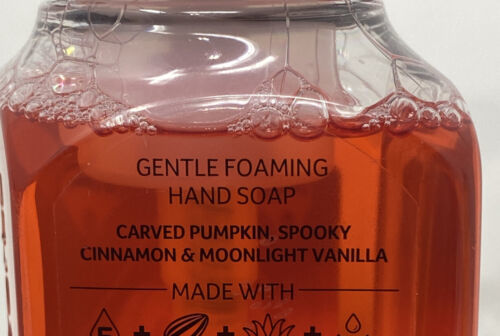 GENTLE FOAMING
HAND SOAP
CARVED PUMPKIN, SPOOKY
CINNAMON & MOONLIGHT VANILLA
MADE WITH
E + + +